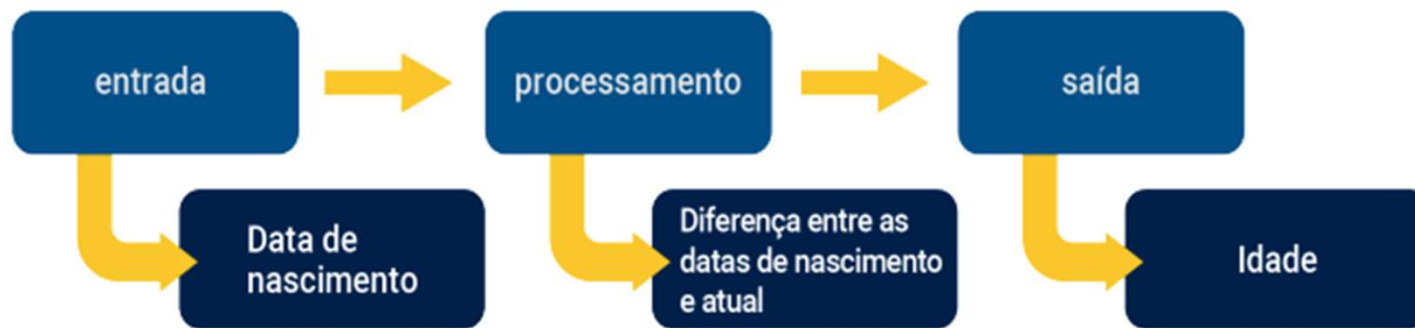 entrada
processamento
saída
Data de
nascimento
Diferença entre as
datas de nascimento
e atual
Idade